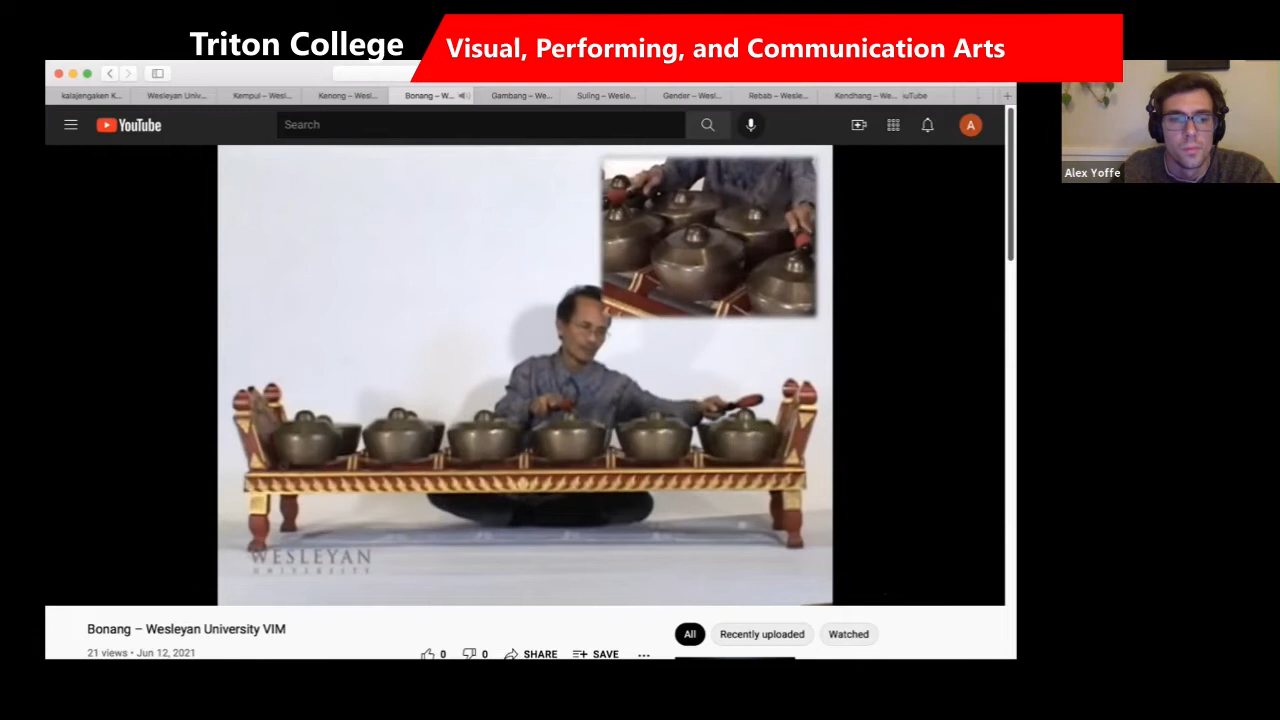 Triton College
Visual, Performing, and Communication Arts
kalajengaken K...
Wesleyan Univ...
Kempul – Wesl...
Kenong – Wesl...
Bonang – W...
Gambang – We...
Suling – Wesle...
Gender – Wesl...
Rebab – Wesle...
Kendhang – We...
uTube
YouTube
Search
A
Alex Yoffe
WESLEYAN
UNIVERSITY
Bonang – Wesleyan University VIM
21 views • Jun 12, 2021
0
0
SHARE
SAVE
All
Recently uploaded
Watched